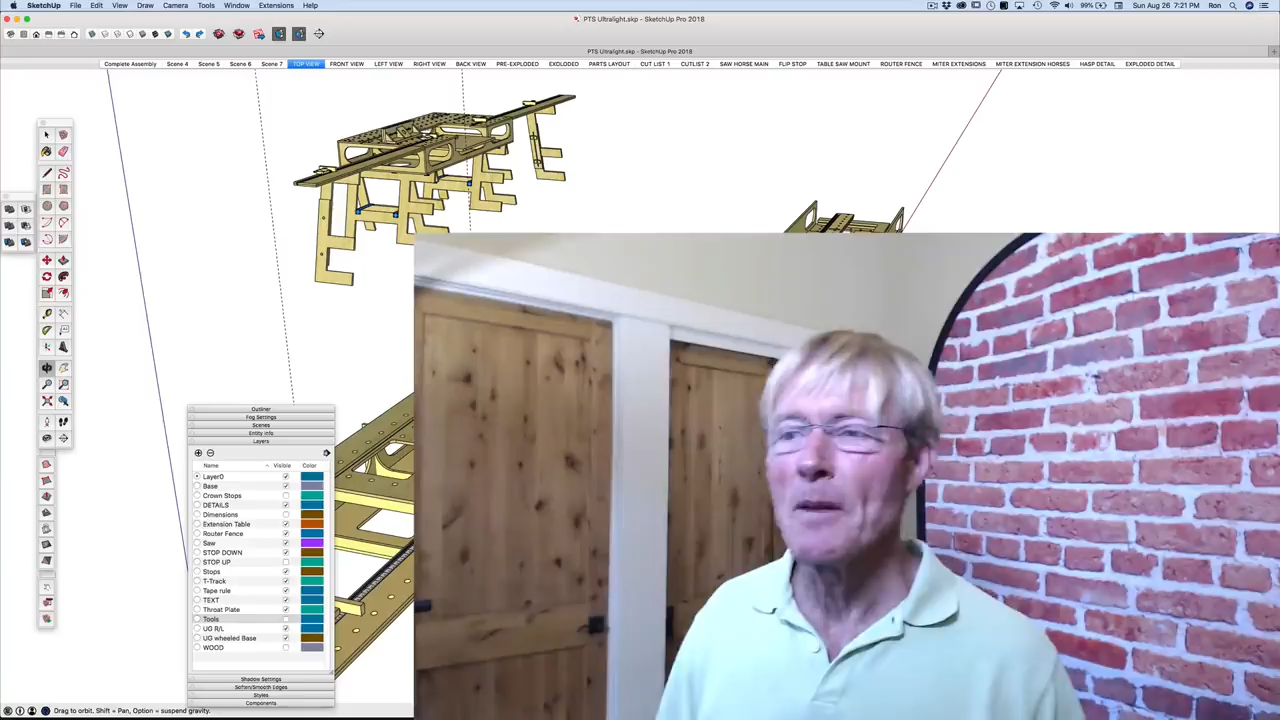 SketchUp File Edit View Draw Camera Tools Window Extensions Help
99% Sun Aug 26 7:21 PM Ron
PTS Ultralight.skp - SketchUp Pro 2018
PTS Ultralight.skp - SketchUp Pro 2018
Complete Assembly Scene 4 Scene 5 Scene 6 Scene 7 TOP VIEW FRONT VIEW LEFT VIEW RIGHT VIEW BACK VIEW PRE-EXPLODED EXPLODED PARTS LAYOUT CUT LIST 1 CUTLIST 2 SAW HORSE MAIN FLIP STOP TABLE SAW MOUNT ROUTER FENCE MITER EXTENSIONS MITER EXTENSION HORSES HASP DETAIL EXPLODED DETAIL
Outliner
Fog Settings
Scenes
Entity Info
Layers
Name Visible Color
Layer0
Base
Crown Stops
DETAILS
Dimensions
Extension Table
Router Fence
Saw
STOP DOWN
STOP UP
Stops
T-Track
Tape rule
TEXT
Throat Plate
Tools
UG R/L
UG wheeled Base
WOOD
Shadow Settings
Soften/Smooth Edges
Styles
Components
Drag to orbit. Shift = Pan, Option = suspend gravity.